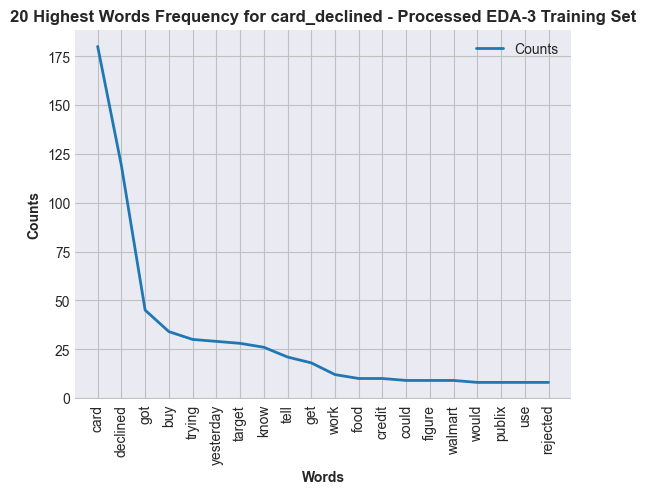 20 Highest Words Frequency for card_declined - Processed EDA-3 Training Set
Counts
175
150
125
100
75
50
25
0
Counts
card
declined
got
buy
trying
yesterday
target
know
tell
get
work
food
credit
could
figure
walmart
would
publix
use
rejected
Words